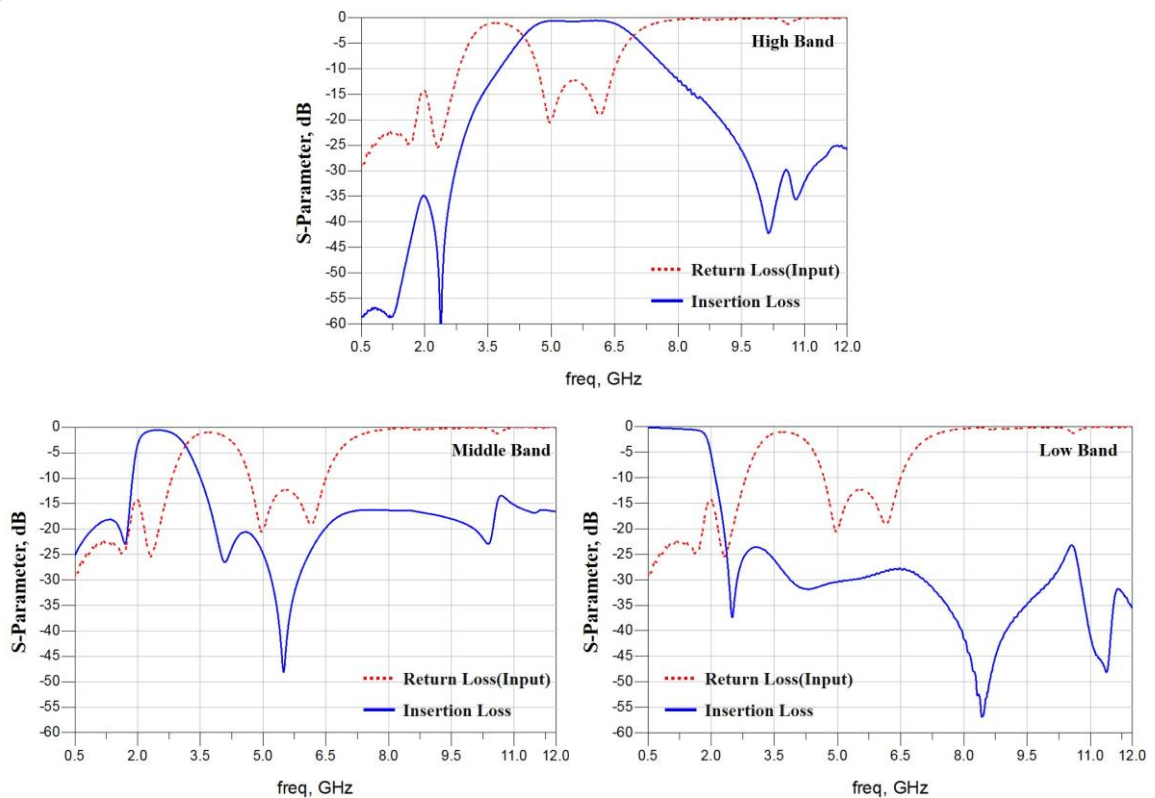 High Band
S-Parameter, dB
0
-5
-10
-15
-20
-25
-30
-35
-40
-45
-50
-55
-60
Return Loss(Input)
Insertion Loss
0.5 2.0 3.5 5.0 6.5 8.0 9.5 11.0 12.0
freq, GHz
Middle Band
S-Parameter, dB
0
-5
-10
-15
-20
-25
-30
-35
-40
-45
-50
-55
-60
Return Loss(Input)
Insertion Loss
0.5 2.0 3.5 5.0 6.5 8.0 9.5 11.0 12.0
freq, GHz
Low Band
S-Parameter, dB
0
-5
-10
-15
-20
-25
-30
-35
-40
-45
-50
-55
-60
Return Loss(Input)
Insertion Loss
0.5 2.0 3.5 5.0 6.5 8.0 9.5 11.0 12.0
freq, GHz